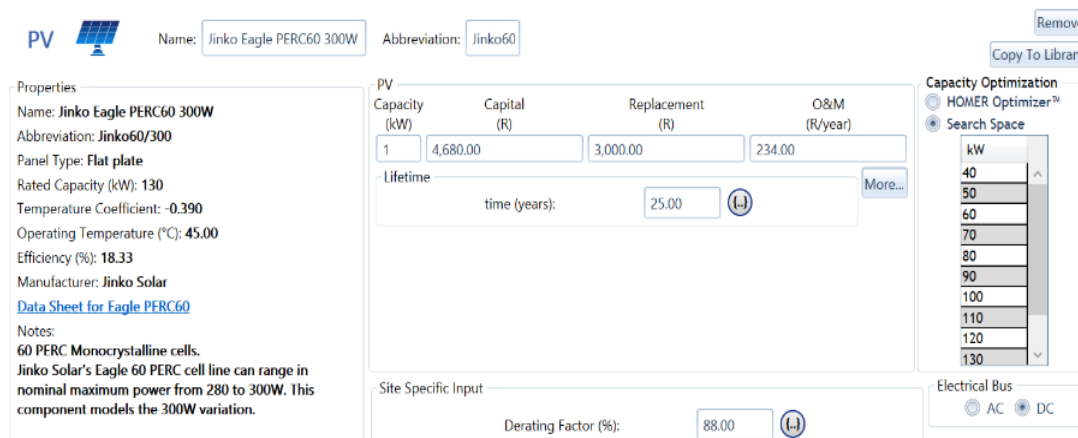 Remove
PV
Name: Jinko Eagle PERC60 300W
Abbreviation: Jinko60
Copy To Librar
Properties
Name: Jinko Eagle PERC60 300W
Abbreviation: Jinko60/300
Panel Type: Flat plate
Rated Capacity (kW): 130
Temperature Coefficient: -0.390
Operating Temperature (°C): 45.00
Efficiency (%): 18.33
Manufacturer: Jinko Solar
Data Sheet for Eagle PERC60
Notes:
60 PERC Monocrystalline cells.
Jinko Solar's Eagle 60 PERC cell line can range in
nominal maximum power from 280 to 300W. This
component models the 300W variation.
PV
Capacity (kW) Capital (R) Replacement (R) O&M (R/year)
1 4,680.00 3,000.00 234.00
Lifetime
time (years): 25.00 {..}
More...
Site Specific Input
Derating Factor (%): 88.00 {..}
Capacity Optimization
HOMER Optimizer™
Search Space
kW
40
50
60
70
80
90
100
110
120
130
Electrical Bus
AC DC